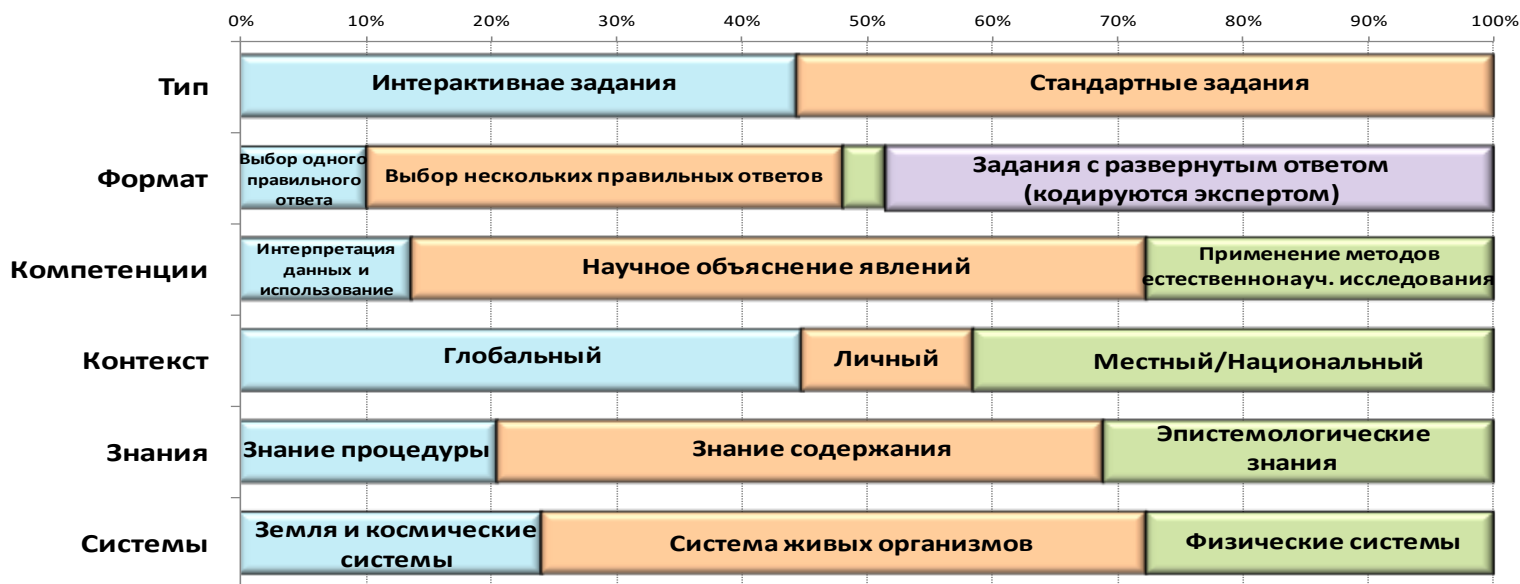 0% 10% 20% 30% 40% 50% 60% 70% 80% 90% 100%
Тип
Интерактивнае задания
Стандартные задания
Формат
Выбор одного
правильного
ответа
Выбор нескольких правильных ответов
Задания с развернутым ответом
(кодируются экспертом)
Компетенции
Интерпретация
данных и
использование
Научное объяснение явлений
Применение методов
естественнонауч. исследования
Контекст
Глобальный
Личный
Местный/Национальный
Знания
Знание процедуры
Знание содержания
Эпистемологические
знания
Системы
Земля и космические
системы
Система живых организмов
Физические системы